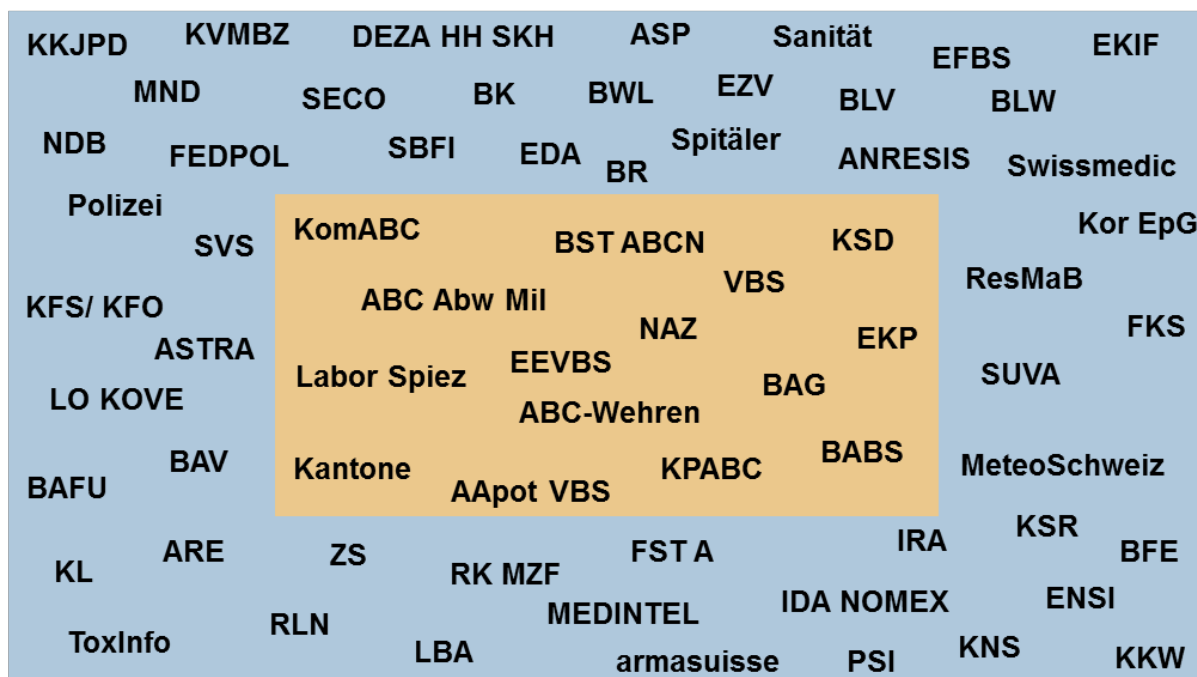 KKJPD
KVMBZ
DEZA HH SKH
ASP
Sanität
EFBS
EKIF
MND
SECO
BK
BWL
EZV
BLV
BLW
NDB
FEDPOL
SBFI
EDA
BR
Spitäler
ANRESIS
Swissmedic
Polizei
SVS
KomABC
BST ABCN
KSD
Kor EpG
VBS
ResMaB
KFS/ KFO
ABC Abw Mil
NAZ
EKP
FKS
ASTRA
Labor Spiez
EEVBS
BAG
SUVA
LO KOVE
ABC-Wehren
BAV
Kantone
KPABC
BABS
MeteoSchweiz
BAFU
AApot VBS
KSR
ARE
ZS
FST A
IRA
BFE
KL
RK MZF
IDA NOMEX
ENSI
MEDINTEL
ToxInfo
RLN
LBA
armasuisse
PSI
KNS
KKW